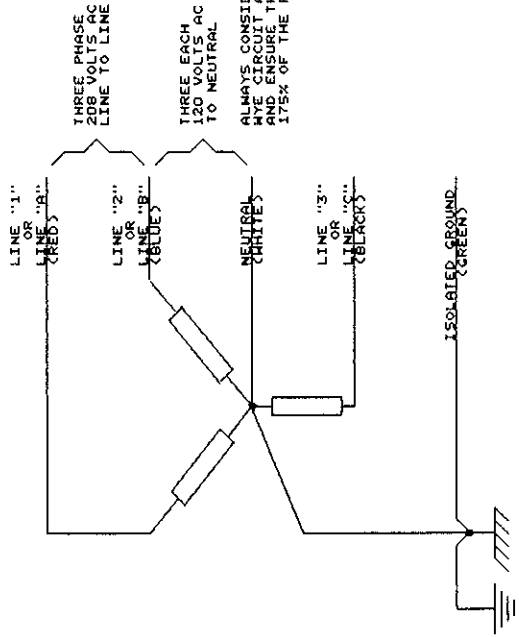 LINE "1"
OR
LINE "A"
(RED)
THREE PHASE
208 VOLTS AC
LINE TO LINE
LINE "2"
OR
LINE "B"
(BLUE)
THREE EACH
120 VOLTS AC
TO NEUTRAL
NEUTRAL
(WHITE)
ALWAYS
WYE CIRCUIT
AND ENSURE
175% OF THE
LINE "3"
OR
LINE "C"
(BLACK)
ISOLATED GROUND
(GREEN)